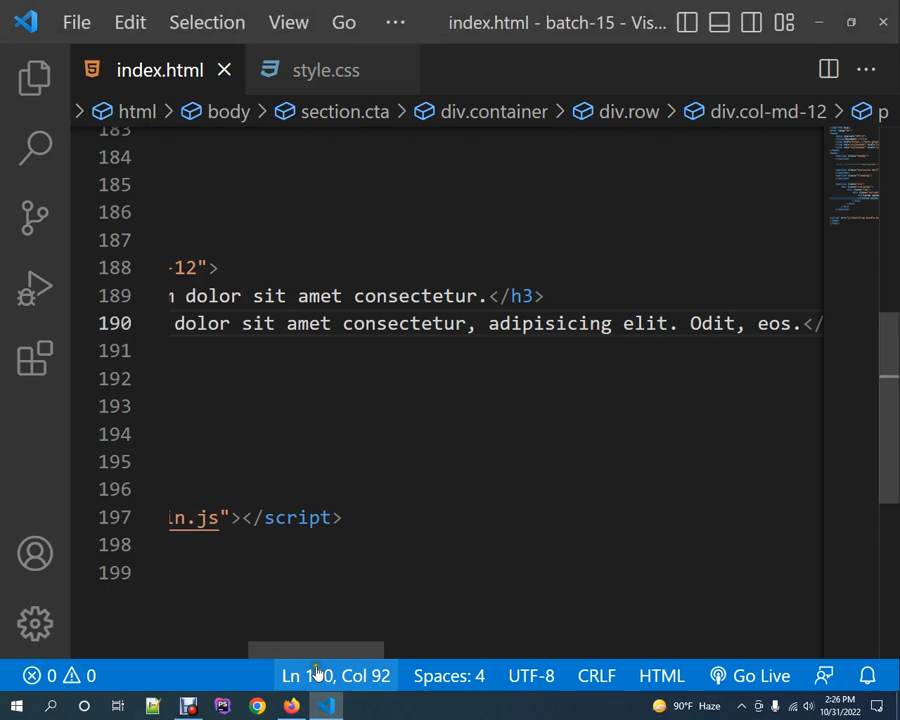 File Edit Selection View Go ··· index.html - batch-15 - Vis...
index.html style.css
html > body > section.cta > div.container > div.row > div.col-md-12 > p
183
184
185
186
187
188 -12">
189 dolor sit amet consectetur.</h3>
190 dolor sit amet consectetur, adipisicing elit. Odit, eos.</
191
192
193
194
195
196
197 in.js"></script>
198
199
0 0 Ln 190, Col 92 Spaces: 4 UTF-8 CRLF HTML Go Live
90°F Haze 2:26 PM
10/31/2022